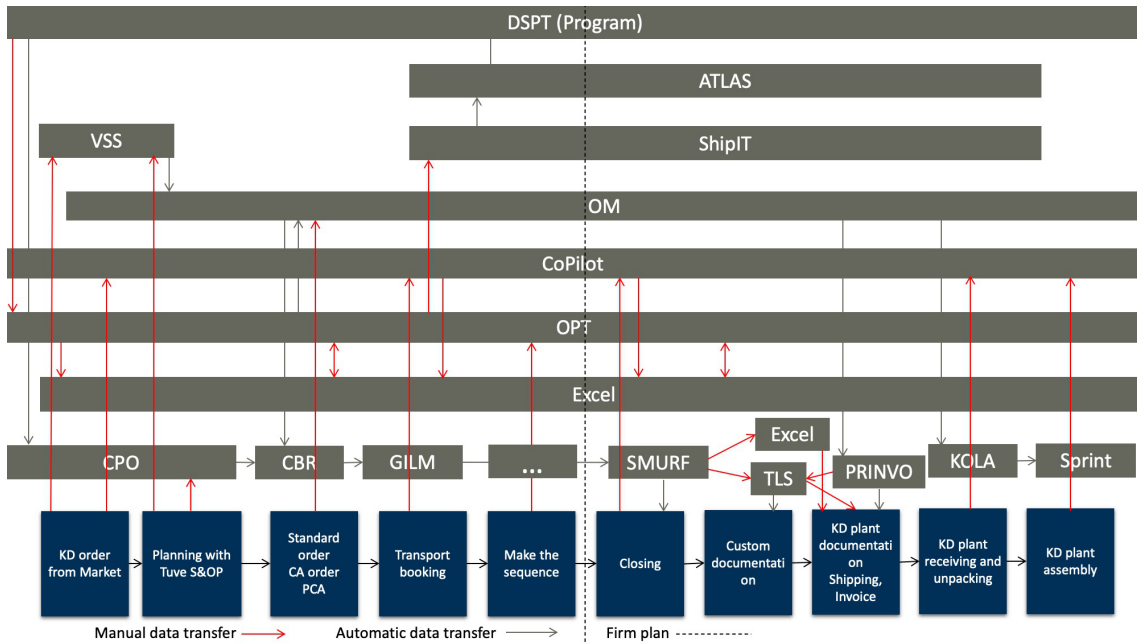 DSPT (Program)
ATLAS
VSS
ShipIT
OM
CoPilot
OPT
Excel
CPO
CBR
GILM
...
SMURF
Excel
TLS
PRINVO
KOLA
Sprint
KD order
from Market
Planning with
Tuve S&OP
Standard
order
CA order
PCA
Transport
booking
Make the
sequence
Closing
Custom
documentati
on
KD plant
documentati
on
Shipping,
Invoice
KD plant
receiving and
unpacking
KD plant
assembly
Manual data transfer
Automatic data transfer
Firm plan